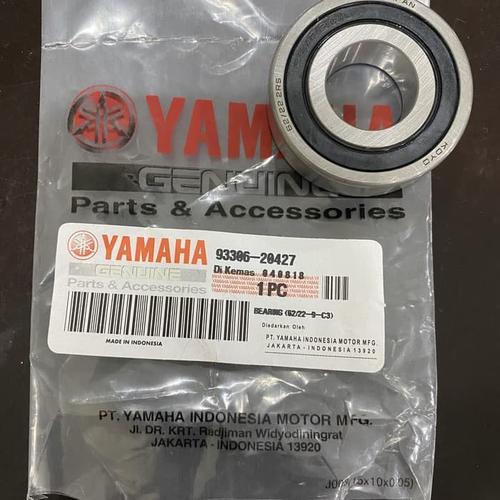 JAPAN
62/22 2RS
KOYO
YAMAHA
GENUINE
Parts & Accessories
YAMAHA
GENUINE
Parts & Accessories
MADE IN INDONESIA
93306-20427
Di Kemas 040818
1 PC
BEARING (62/22-9-C3)
Diedarkan Oleh:
PT. YAMAHA INDONESIA MOTOR MFG.
JAKARTA - INDONESIA 13920
PT. YAMAHA INDONESIA MOTOR MFG.
Jl. DR. KRT. Radjiman Widyodiningrat
JAKARTA - INDONESIA 13920